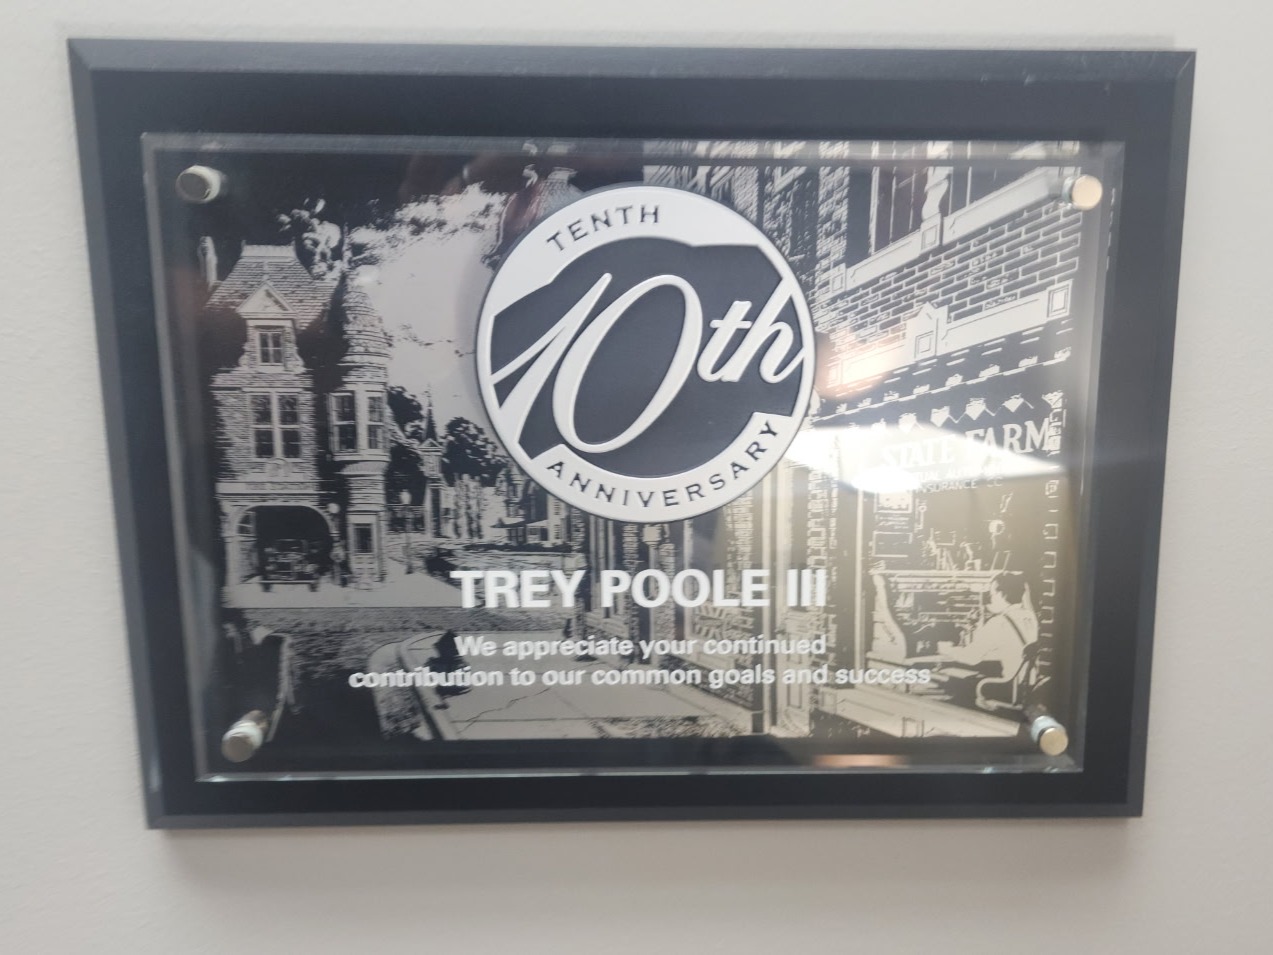 TENTH
10th
ANNIVERSARY
STATE FARM
INSURANCE
TREY POOLE III
We appreciate your continued
contribution to our common goals and success